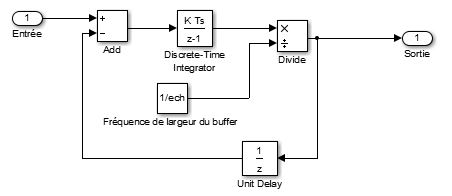 1
Entrée
+
−
Add
K Ts
z-1
Discrete-Time
Integrator
×
÷
Divide
1
Sortie
1/ech
Fréquence de largeur du buffer
1
z
Unit Delay